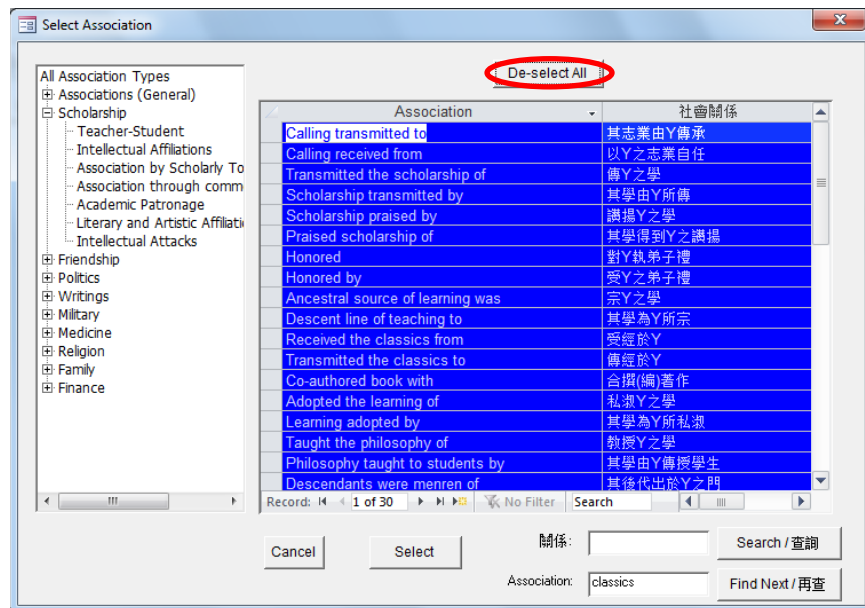 Select Association
De-select All
All Association Types
Associations (General)
Scholarship
Teacher-Student
Intellectual Affiliations
Association by Scholarly To
Association through comm
Academic Patronage
Literary and Artistic Affiliati
Intellectual Attacks
Friendship
Politics
Writings
Military
Medicine
Religion
Family
Finance
Association 社會關係
Calling transmitted to 其志業由Y傳承
Calling received from 以Y之志業自任
Transmitted the scholarship of 傳Y之學
Scholarship transmitted by 其學由Y所傳
Scholarship praised by 讚揚Y之學
Praised scholarship of 其學得到Y之讚揚
Honored 對Y執弟子禮
Honored by 受Y之弟子禮
Ancestral source of learning was 宗Y之學
Descent line of teaching to 其學為Y所宗
Received the classics from 受經於Y
Transmitted the classics to 傳經於Y
Co-authored book with 合撰(編)著作
Adopted the learning of 私淑Y之學
Learning adopted by 其學為Y所私淑
Taught the philosophy of 教授Y之學
Philosophy taught to students by 其學由Y傳授學生
Descendants were menren of 其後代出於Y之門
Record: 1 of 30 No Filter Search
Cancel Select 關係: Search / 查詢
Association: classics Find Next / 再查